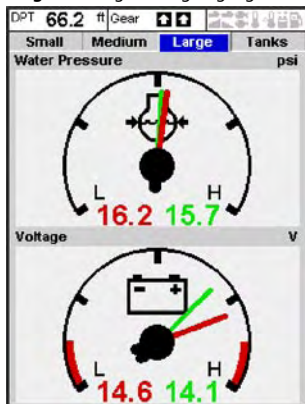 DPT 66.2 ft Gear
Small Medium Large Tanks
Water Pressure psi
L H
16.2 15.7
Voltage V
- +
L H
14.6 14.1